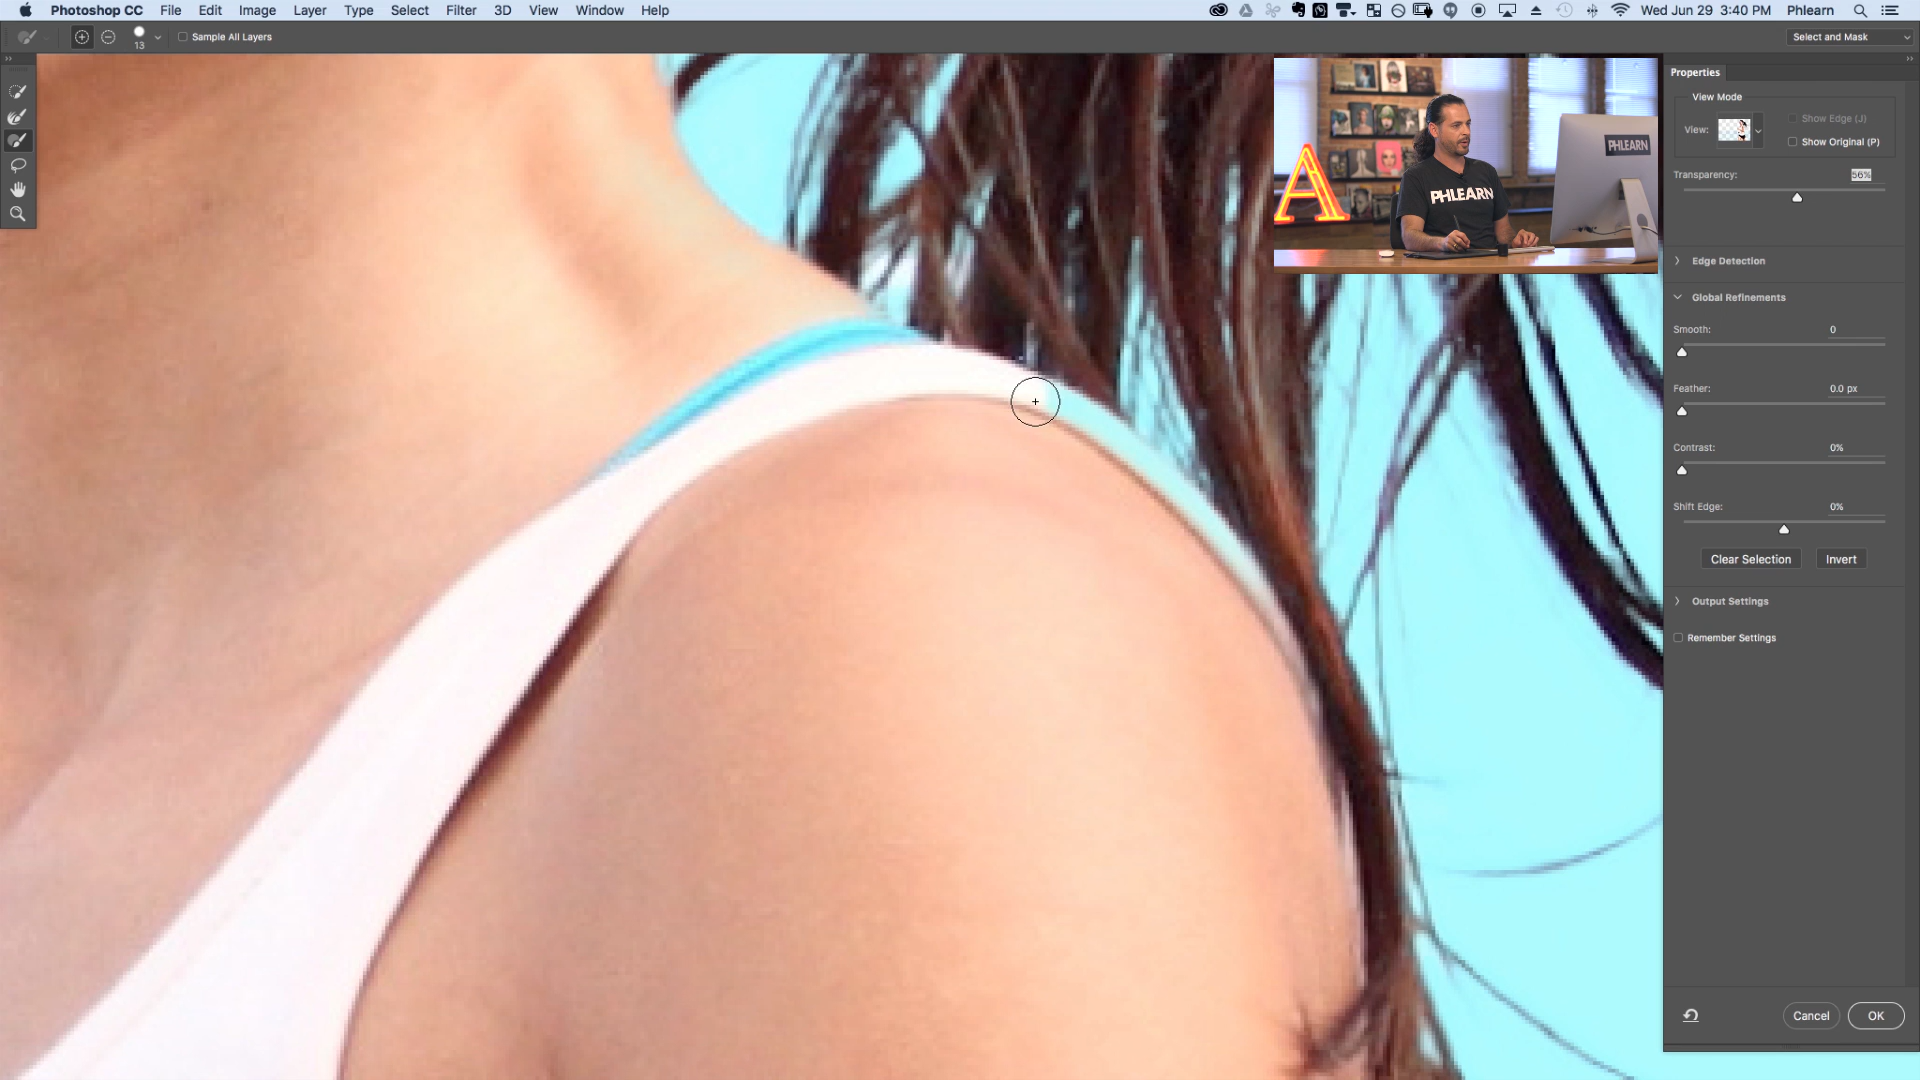 Photoshop CC File Edit Image Layer Type Select Filter 3D View Window Help Wed Jun 29 3:40 PM Phlearn
13 Sample All Layers Select and Mask
Properties
View Mode
View: Show Edge (J)
Show Original (P)
Transparency: 56%
Edge Detection
Global Refinements
Smooth: 0
Feather: 0.0 px
Contrast: 0%
Shift Edge: 0%
Clear Selection Invert
Output Settings
Remember Settings
Cancel OK
A
PHLEARN
PHLEARN